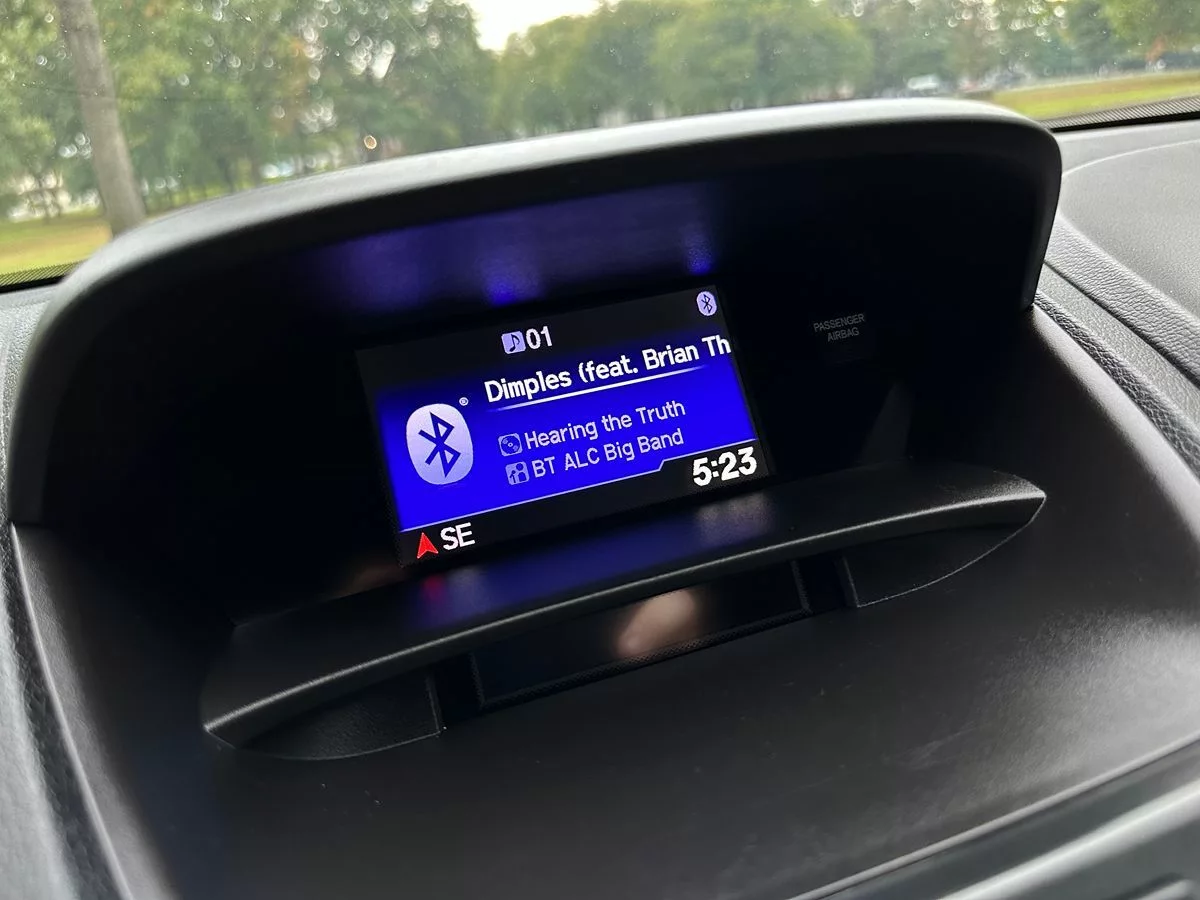 01
Dimples (feat. Brian Th
®
Hearing the Truth
BT ALC Big Band
5:23
SE
PASSENGER
AIRBAG